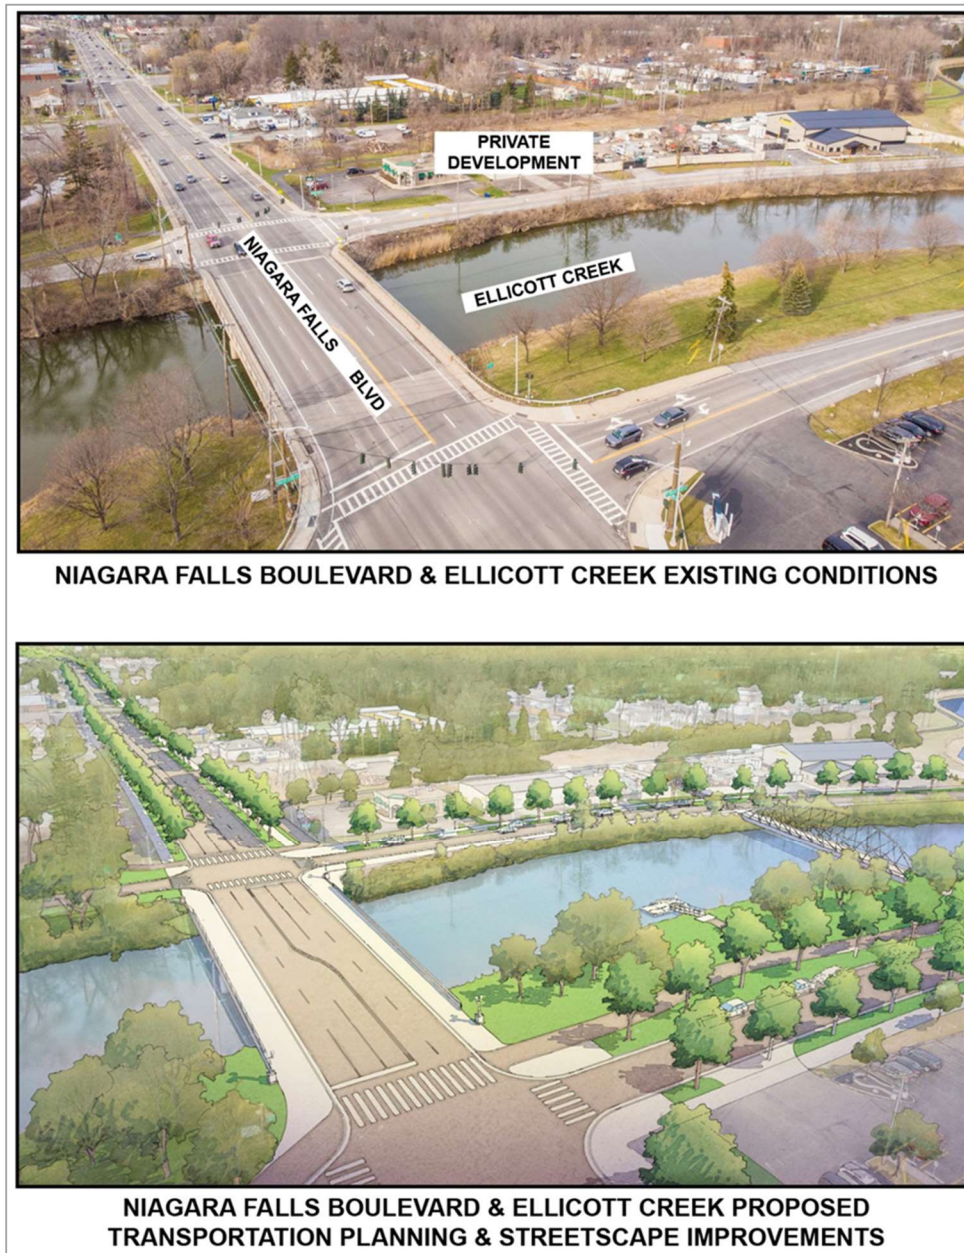 PRIVATE
DEVELOPMENT
ELLICOTT CREEK
NIAGARA FALLS
BLVD
NIAGARA FALLS BOULEVARD & ELLICOTT CREEK EXISTING CONDITIONS
NIAGARA FALLS BOULEVARD & ELLICOTT CREEK PROPOSED
TRANSPORTATION PLANNING & STREETSCAPE IMPROVEMENTS